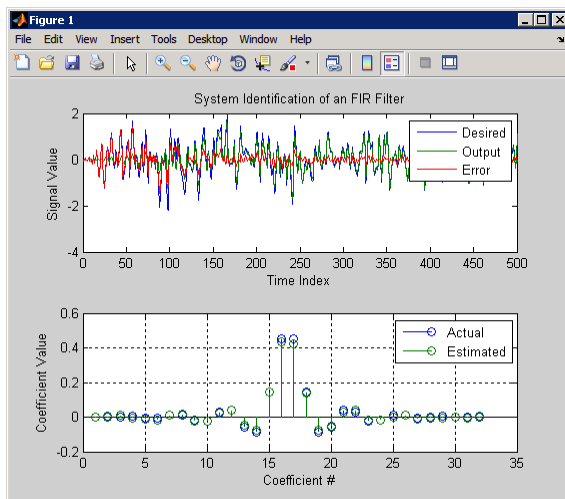 Figure 1
File Edit View Insert Tools Desktop Window Help
System Identification of an FIR Filter
Signal Value
2
0
-2
-4
Desired
Output
Error
0 50 100 150 200 250 300 350 400 450 500
Time Index
Coefficient Value
0.6
0.4
0.2
0
-0.2
Actual
Estimated
0 5 10 15 20 25 30 35
Coefficient #